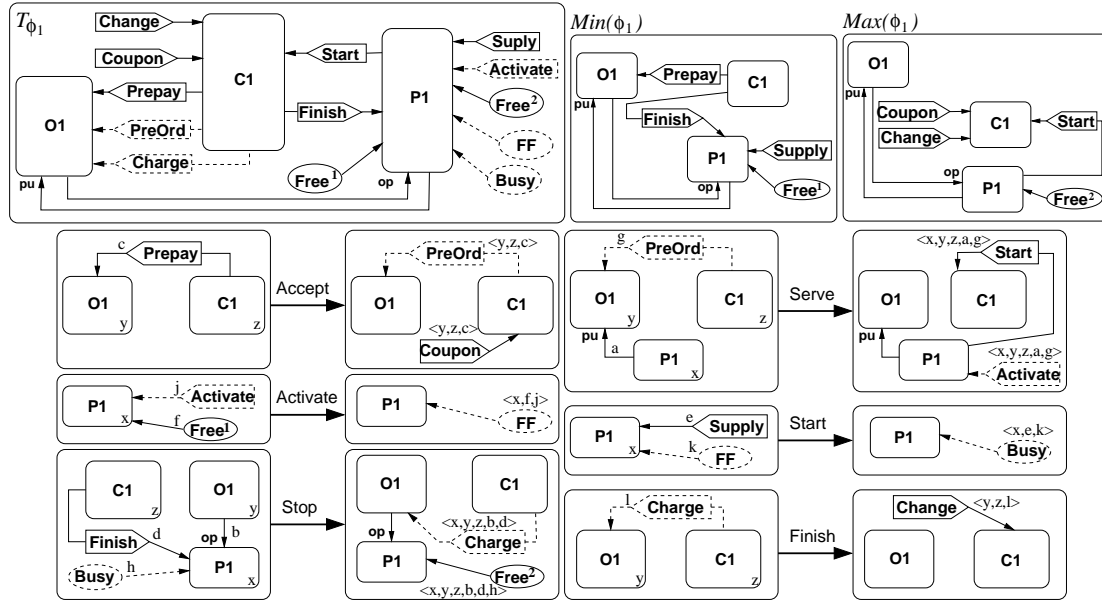 Tϕ1
Change
Coupon
Prepay
PreOrd
Charge
O1
pu
C1
Start
Finish
Free1
op
P1
Suply
Activate
Free2
FF
Busy
Min(ϕ1)
O1
pu
Prepay
C1
Finish
P1
op
Supply
Free1
Max(ϕ1)
O1
pu
Coupon
Change
C1
Start
op
P1
Free2
c
Prepay
O1
y
C1
z
Accept
<y,z,c>
PreOrd
O1
C1
<y,z,c>
Coupon
g
PreOrd
O1
y
C1
z
pu
a
P1
x
Serve
<x,y,z,a,g>
Start
O1
C1
pu
P1
<x,y,z,a,g>
Activate
P1
x
j
Activate
f
Free1
Activate
P1
<x,f,j>
FF
P1
x
e
Supply
k
FF
Start
P1
<x,e,k>
Busy
C1
z
O1
y
Finish
d
op
b
Busy
h
P1
x
Stop
O1
C1
<x,y,z,b,d>
op
Charge
P1
Free2
<x,y,z,b,d,h>
l
Charge
O1
y
C1
z
Finish
Change
<y,z,l>
O1
C1